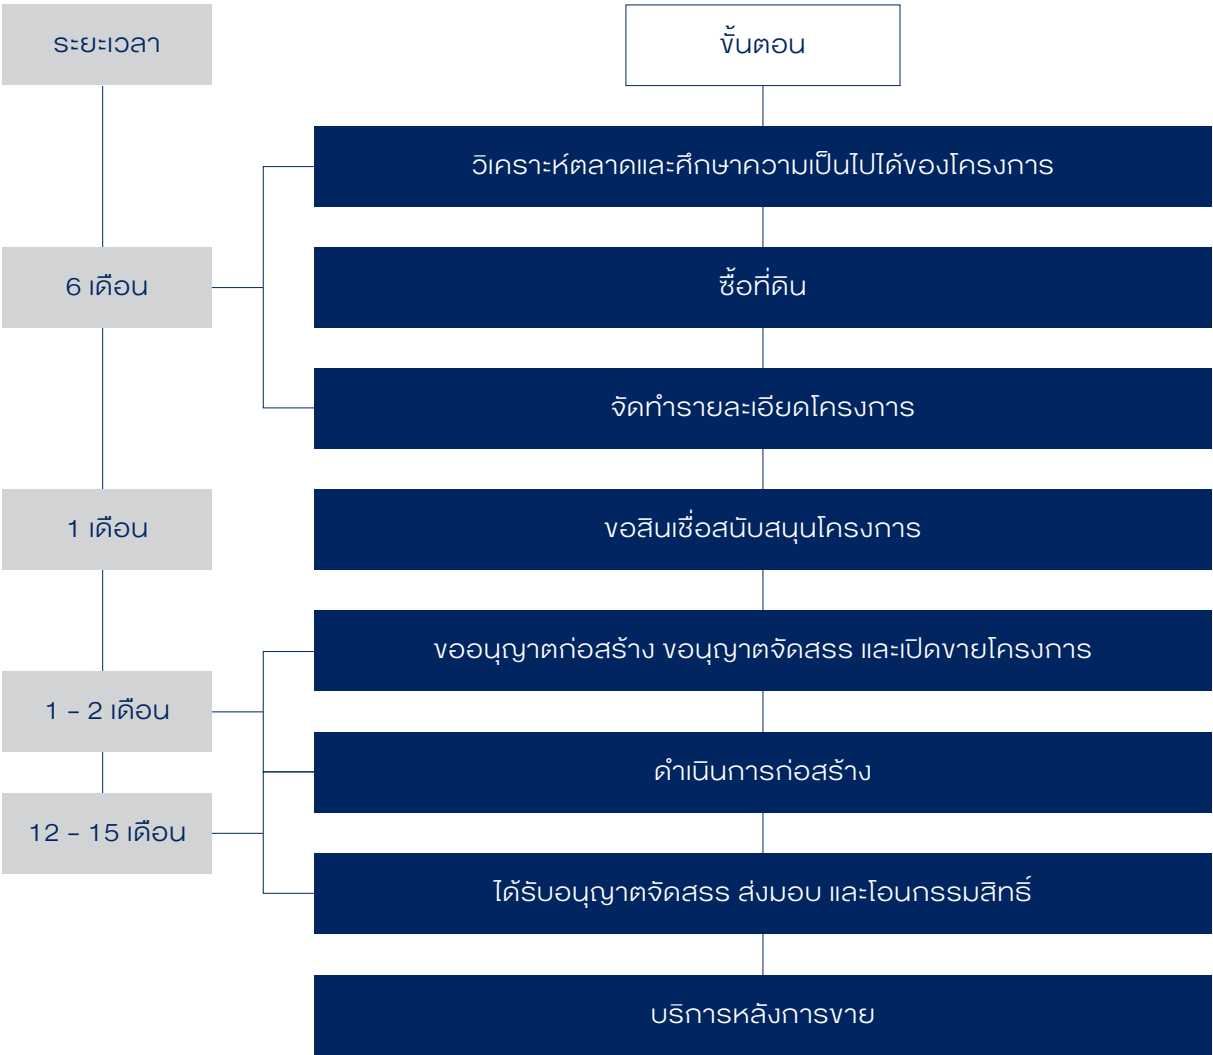 ระยะเวลา
ขั้นตอน
วิเคราะห์ตลาดและศึกษาความเป็นไปได้ของโครงการ
6 เดือน
ซื้อที่ดิน
จัดทำรายละเอียดโครงการ
1 เดือน
ขอสินเชื่อสนับสนุนโครงการ
ขออนุญาตก่อสร้าง ขอนุญาตจัดสรร และเปิดขายโครงการ
1 – 2 เดือน
ดำเนินการก่อสร้าง
12 – 15 เดือน
ได้รับอนุญาตจัดสรร ส่งมอบ และโอนกรรมสิทธิ์
บริการหลังการขาย